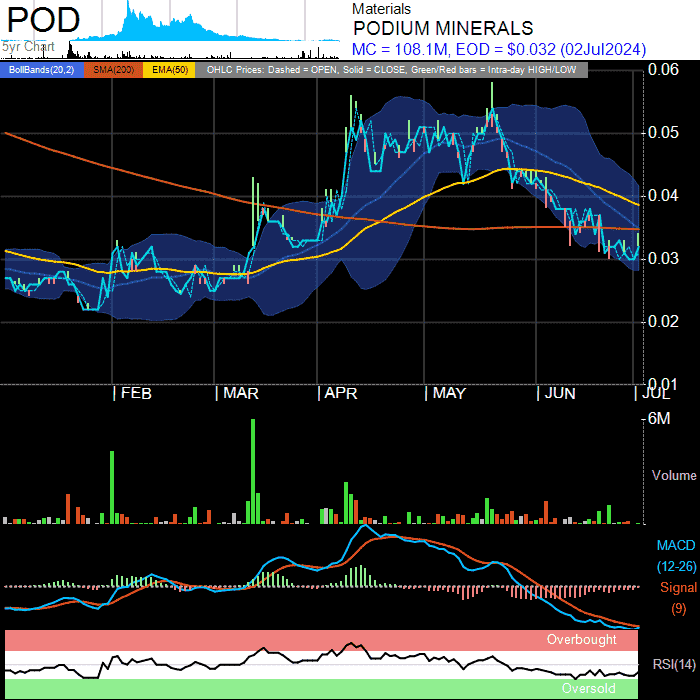 POD
Materials
PODIUM MINERALS
MC = 108.1M, EOD = $0.032 (02Jul2024)
5yr Chart
BollBands(20,2) SMA(200) EMA(50) OHLC Prices: Dashed = OPEN, Solid = CLOSE, Green/Red bars = Intra-day HIGH/LOW
0.06
0.05
0.04
0.03
0.02
0.01
FEB MAR APR MAY JUN JUL
6M
Volume
MACD
(12-26)
Signal
(9)
Overbought
RSI(14)
Oversold